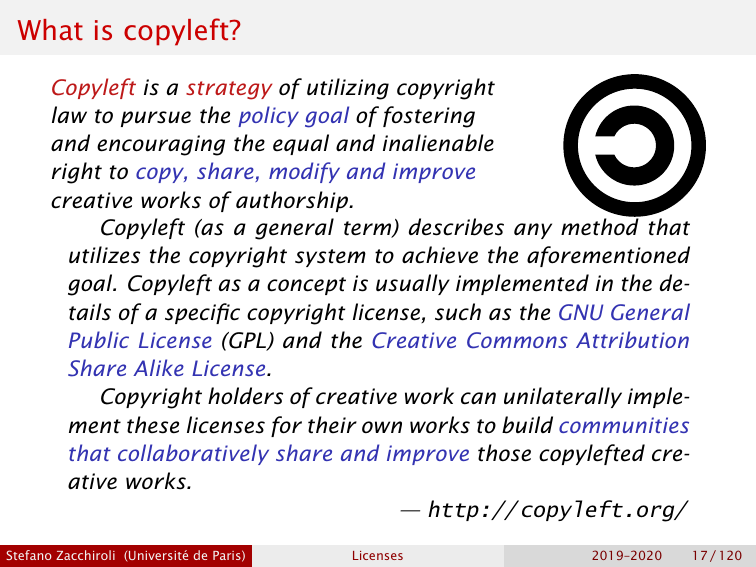 What is copyleft?
Copyleft is a strategy of utilizing copyright
law to pursue the policy goal of fostering
and encouraging the equal and inalienable
right to copy, share, modify and improve
creative works of authorship.
Copyleft (as a general term) describes any method that
utilizes the copyright system to achieve the aforementioned
goal. Copyleft as a concept is usually implemented in the de-
tails of a specific copyright license, such as the GNU General
Public License (GPL) and the Creative Commons Attribution
Share Alike License.
Copyright holders of creative work can unilaterally imple-
ment these licenses for their own works to build communities
that collaboratively share and improve those copylefted cre-
ative works.
— http://copyleft.org/
Stefano Zacchiroli (Université de Paris) Licenses 2019–2020 17/120